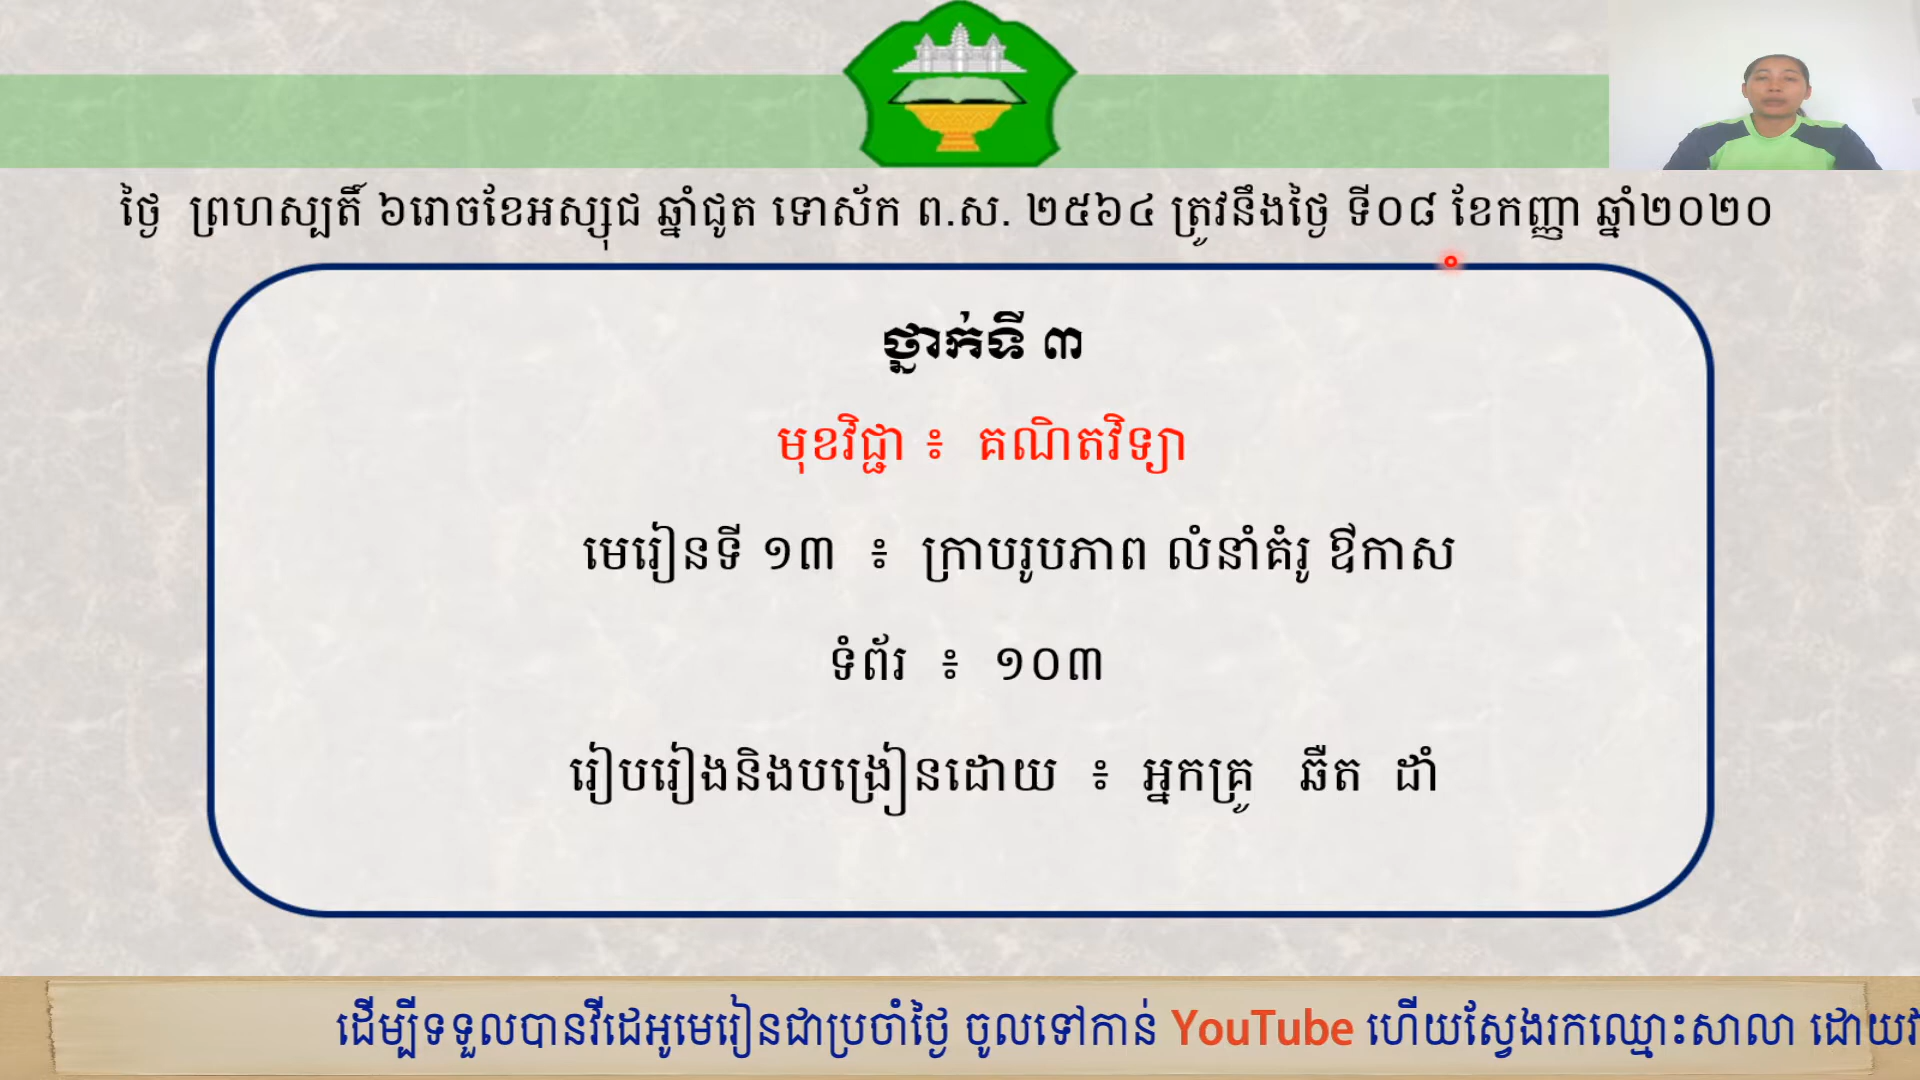 ថ្ងៃ ព្រហស្បតិ៍ ៦រោចខែអស្សុជ ឆ្នាំជូត ទោស័ក ព.ស. ២៥៦៤ ត្រូវនឹងថ្ងៃ ទី០៨ ខែកញ្ញា ឆ្នាំ២០២០
ថ្នាក់ទី ៣
មុខវិជ្ជា ៖ គណិតវិទ្យា
មេរៀនទី ១៣ ៖ ក្រាបរូបភាព លំនាំគំរូ ឱកាស
ទំព័រ ៖ ១០៣
រៀបរៀងនិងបង្រៀនដោយ ៖ អ្នកគ្រូ ឆឺត ដាំ
ដើម្បីទទួលបានវីដេអូមេរៀនជាប្រចាំថ្ងៃ ចូលទៅកាន់ YouTube ហើយស្វែងរកឈ្មោះសាលា ដោយ